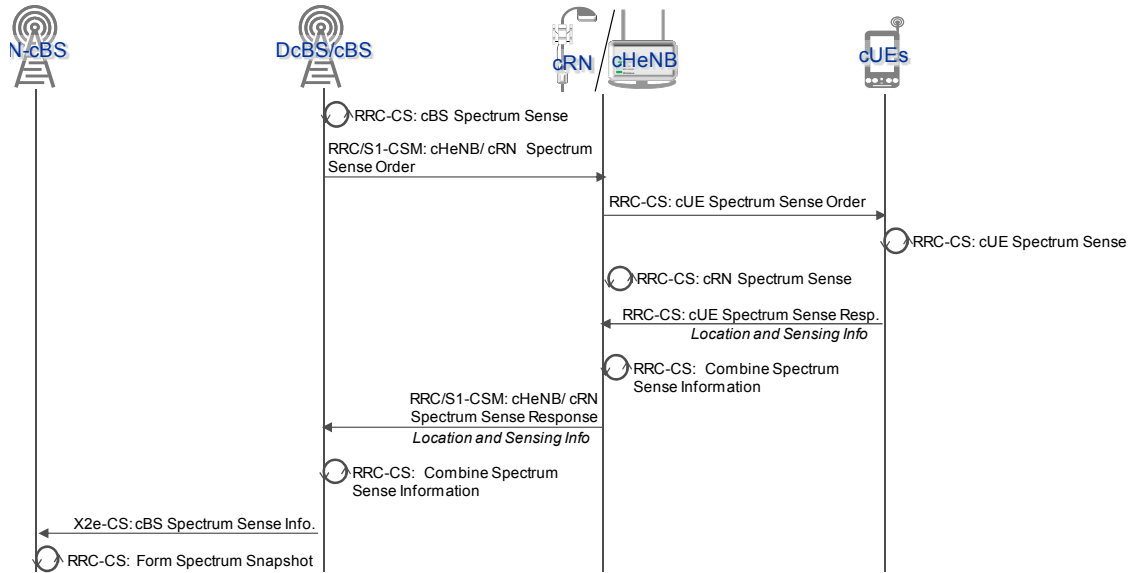 N-cBS
DcBS/cBS
cRN
cHeNB
cUEs
RRC-CS: cBS Spectrum Sense
RRC/S1-CSM: cHeNB/ cRN Spectrum
Sense Order
RRC-CS: cUE Spectrum Sense Order
RRC-CS: cUE Spectrum Sense
RRC-CS: cRN Spectrum Sense
RRC-CS: cUE Spectrum Sense Resp.
Location and Sensing Info
RRC-CS: Combine Spectrum
Sense Information
RRC/S1-CSM: cHeNB/ cRN
Spectrum Sense Response
Location and Sensing Info
RRC-CS: Combine Spectrum
Sense Information
X2e-CS: cBS Spectrum Sense Info.
RRC-CS: Form Spectrum Snapshot